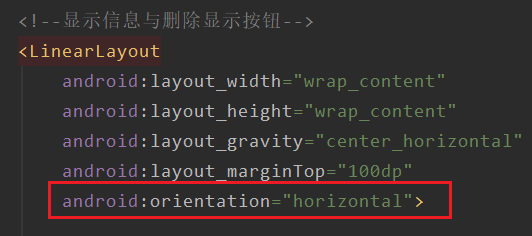 <!--显示信息与删除显示按钮-->
<LinearLayout
android:layout_width="wrap_content"
android:layout_height="wrap_content"
android:layout_gravity="center_horizontal"
android:layout_marginTop="100dp"
android:orientation="horizontal">